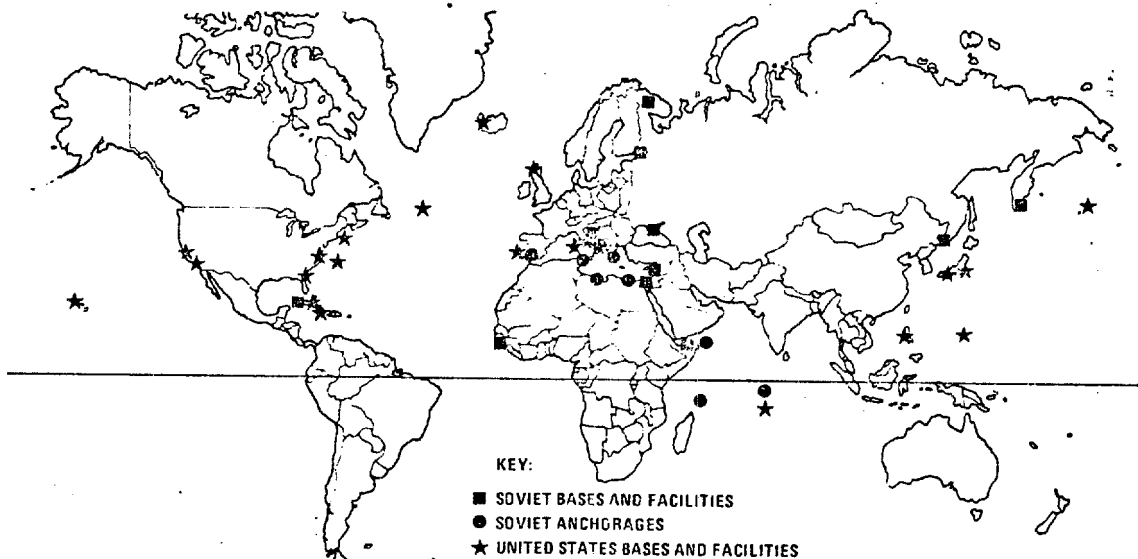 KEY:
SOVIET BASES AND FACILITIES
SOVIET ANCHORAGES
UNITED STATES BASES AND FACILITIES